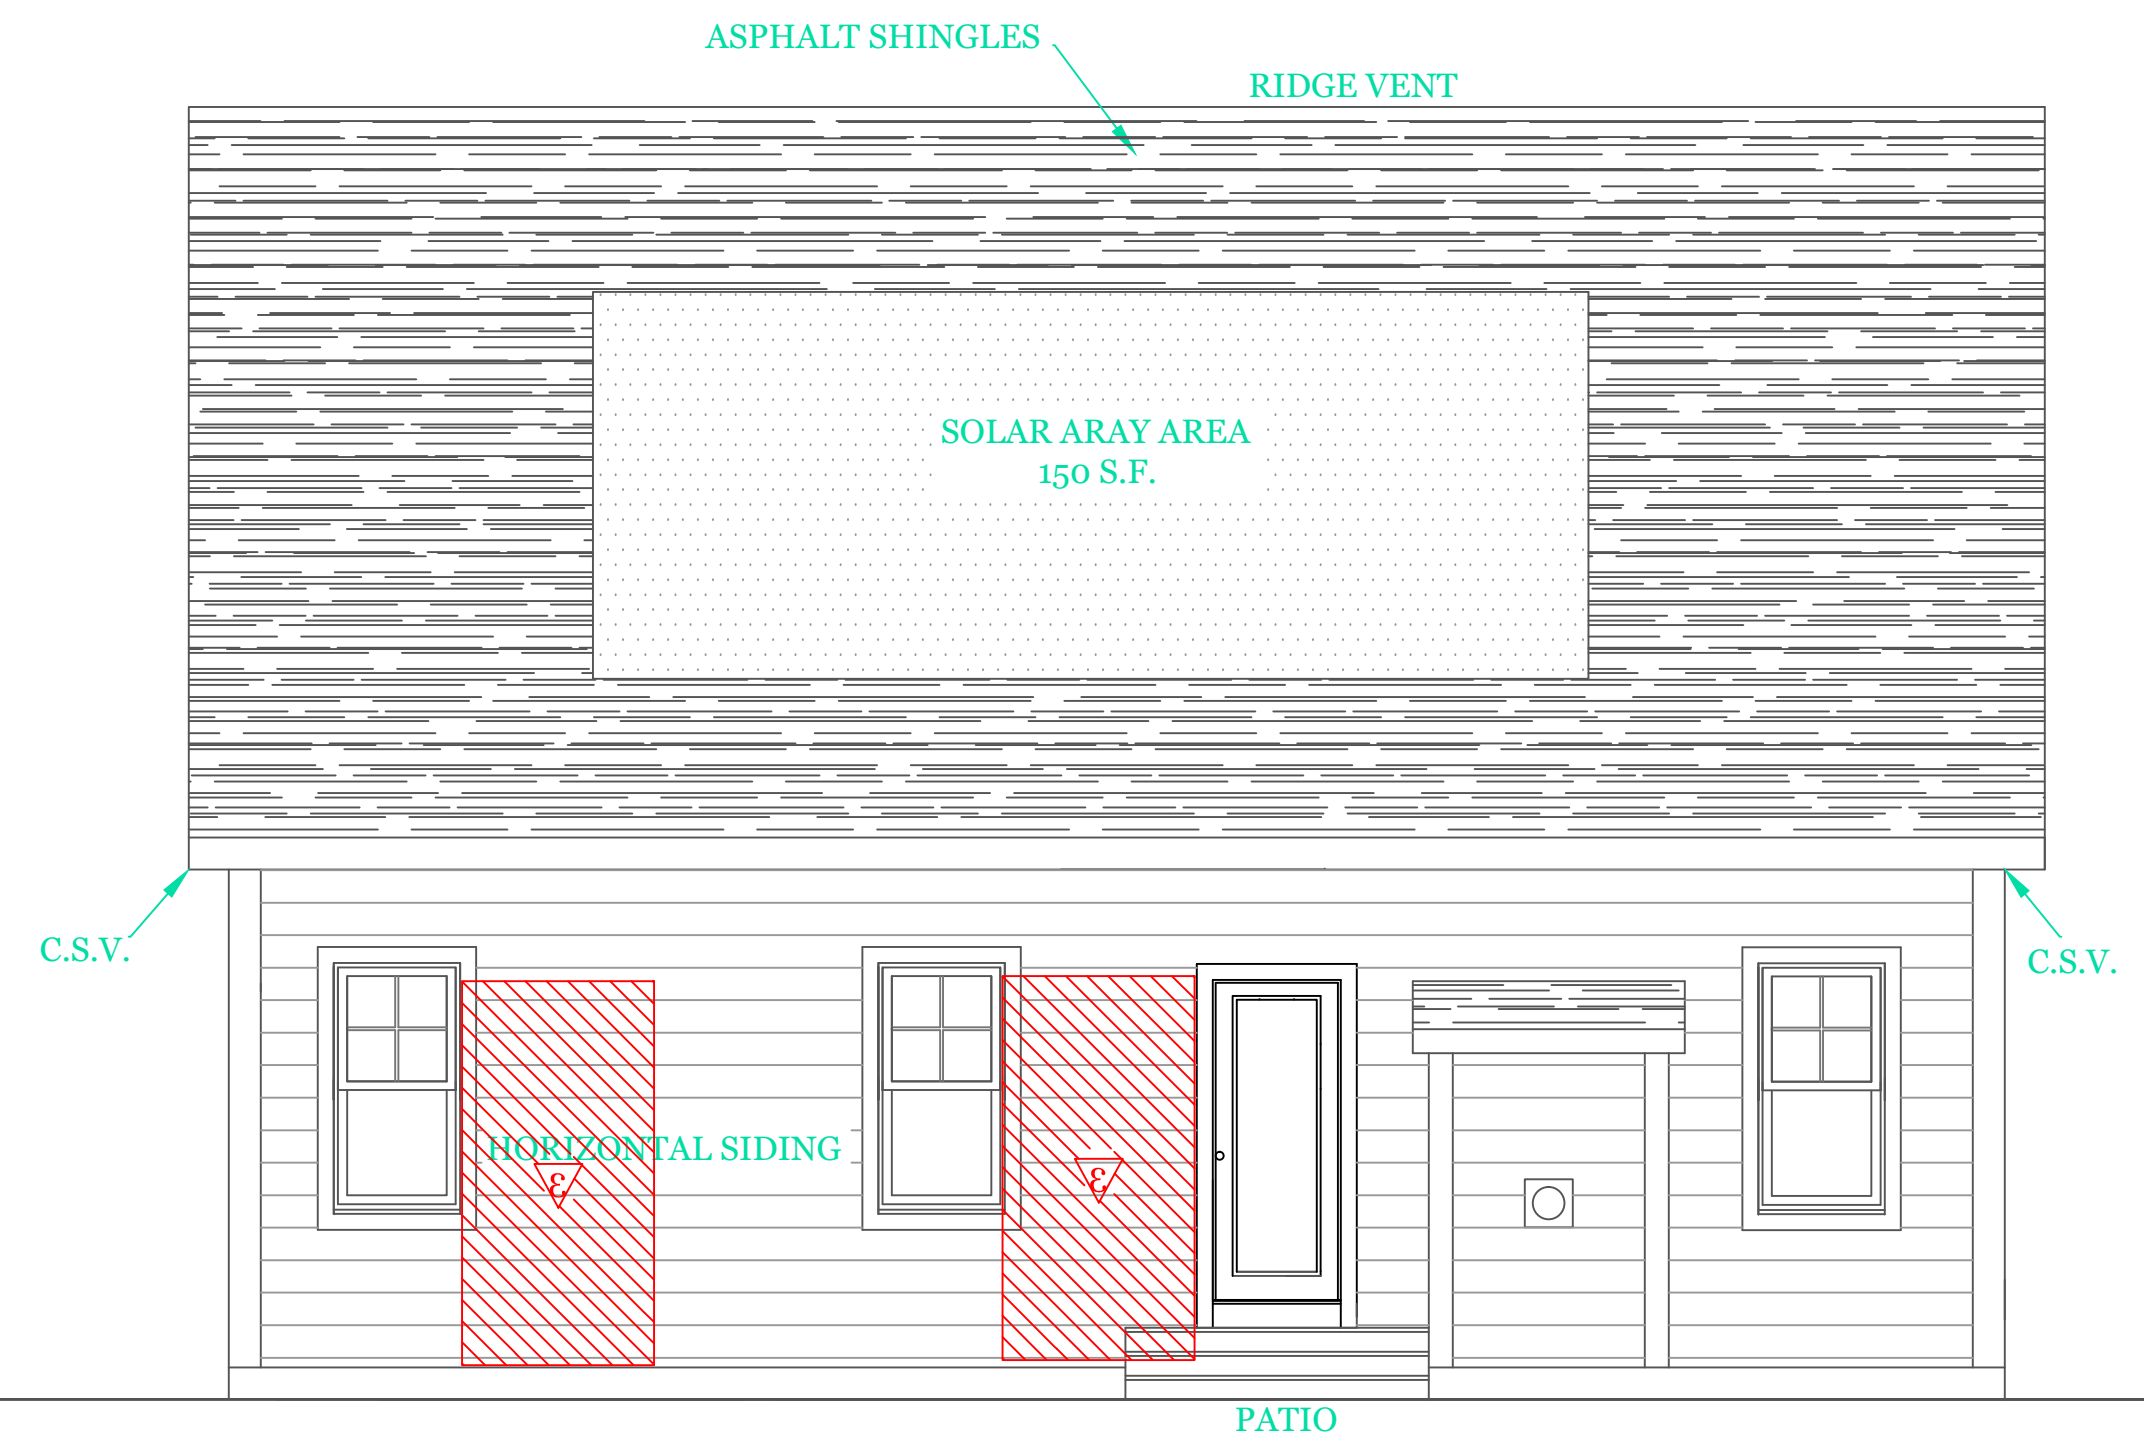 ASPHALT SHINGLES
RIDGE VENT
SOLAR ARAY AREA
150 S.F.
C.S.V.
C.S.V.
HORIZONTAL SIDING
3
3
PATIO